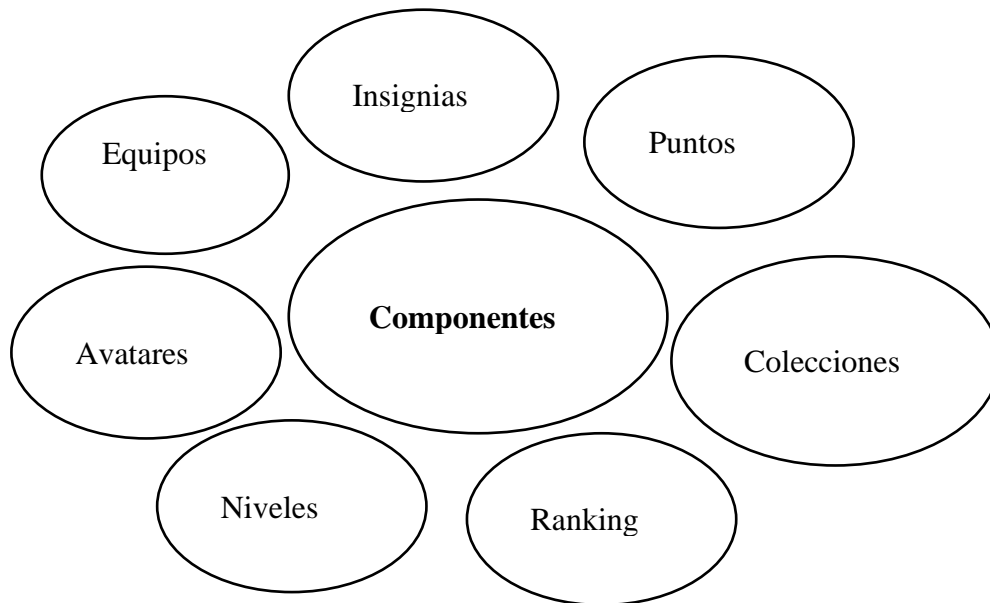 Insignias
Puntos
Equipos
Componentes
Avatares
Colecciones
Niveles
Ranking